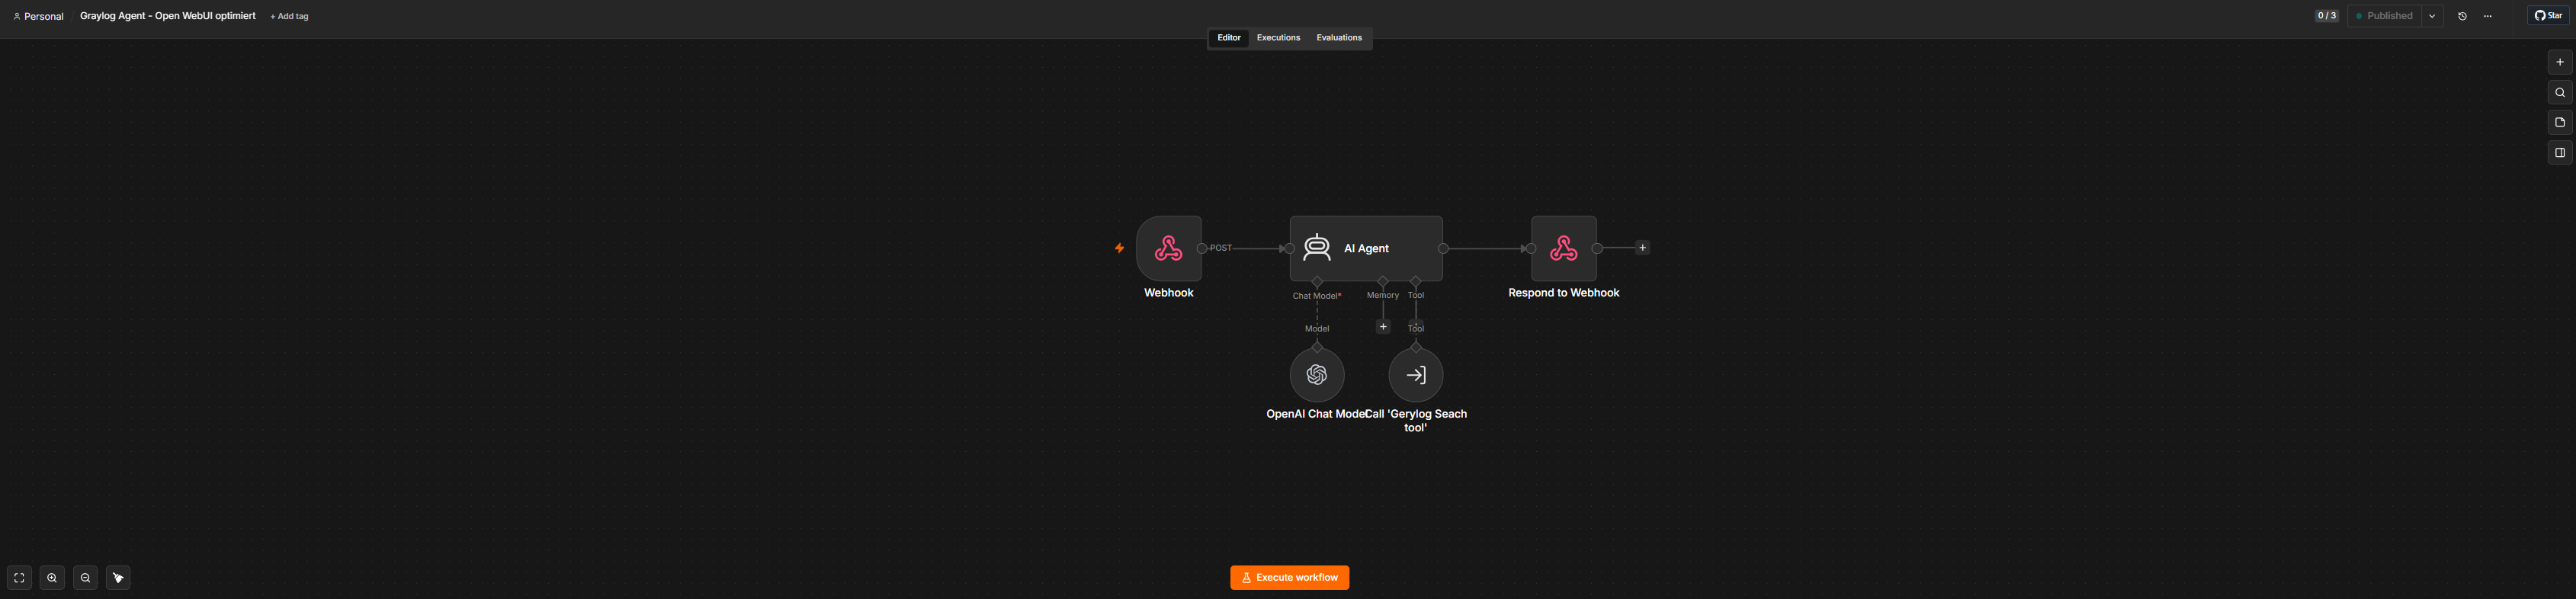 Personal
Graylog Agent - Open WebUI optimiert
+ Add tag
0 / 3
Published
Star
Editor
Executions
Evaluations
POST
AI Agent
Webhook
Chat Model*
Memory
Tool
Respond to Webhook
Model
Tool
OpenAI Chat Model
Call 'Gerylog Seach
tool'
Execute workflow